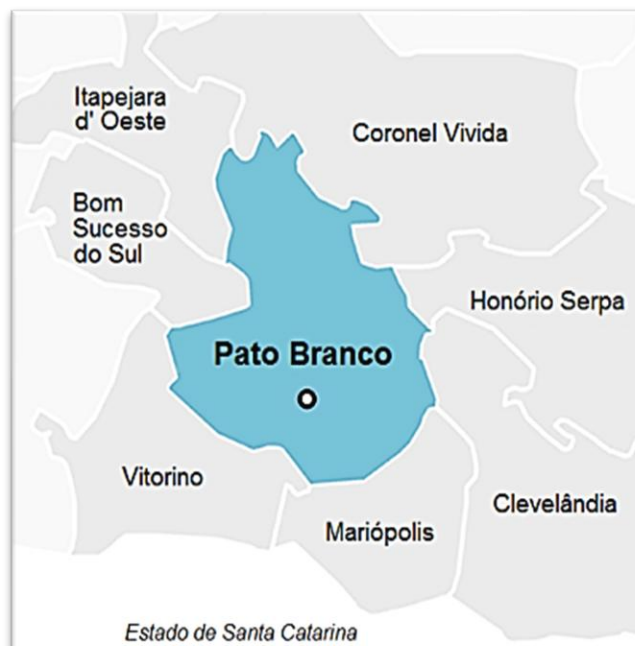 Itapejara
d' Oeste
Coronel Vivida
Bom
Sucesso
do Sul
Honório Serpa
Pato Branco
Vitorino
Clevelândia
Mariópolis
Estado de Santa Catarina